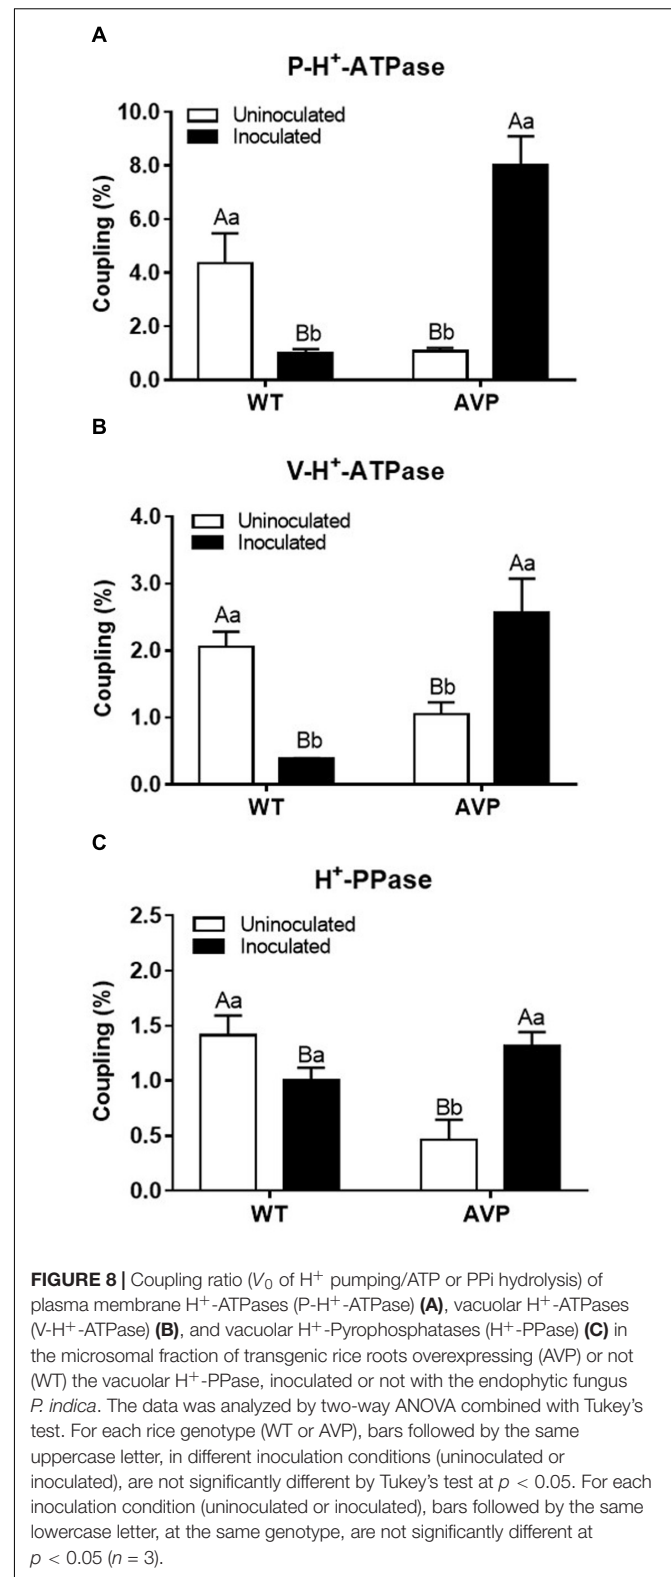 A
P-H⁺-ATPase
10.0
8.0
6.0
4.0
2.0
0.0
Coupling (%)
Uninoculated
Inoculated
Aa
Bb
Bb
Aa
WT
AVP
B
V-H⁺-ATPase
4.0
3.0
2.0
1.0
0.0
Coupling (%)
Uninoculated
Inoculated
Aa
Bb
Bb
Aa
WT
AVP
C
H⁺-PPase
2.5
2.0
1.5
1.0
0.5
0.0
Coupling (%)
Uninoculated
Inoculated
Aa
Ba
Bb
Aa
WT
AVP
FIGURE 8 | Coupling ratio (V₀ of H⁺ pumping/ATP or PPi hydrolysis) of
plasma membrane H⁺-ATPases (P-H⁺-ATPase) (A), vacuolar H⁺-ATPases
(V-H⁺-ATPase) (B), and vacuolar H⁺-Pyrophosphatases (H⁺-PPase) (C) in
the microsomal fraction of transgenic rice roots overexpressing (AVP) or not
(WT) the vacuolar H⁺-PPase, inoculated or not with the endophytic fungus
P. indica. The data was analyzed by two-way ANOVA combined with Tukey's
test. For each rice genotype (WT or AVP), bars followed by the same
uppercase letter, in different inoculation conditions (uninoculated or
inoculated), are not significantly different by Tukey's test at p < 0.05. For each
inoculation condition (uninoculated or inoculated), bars followed by the same
lowercase letter, at the same genotype, are not significantly different at
p < 0.05 (n = 3).